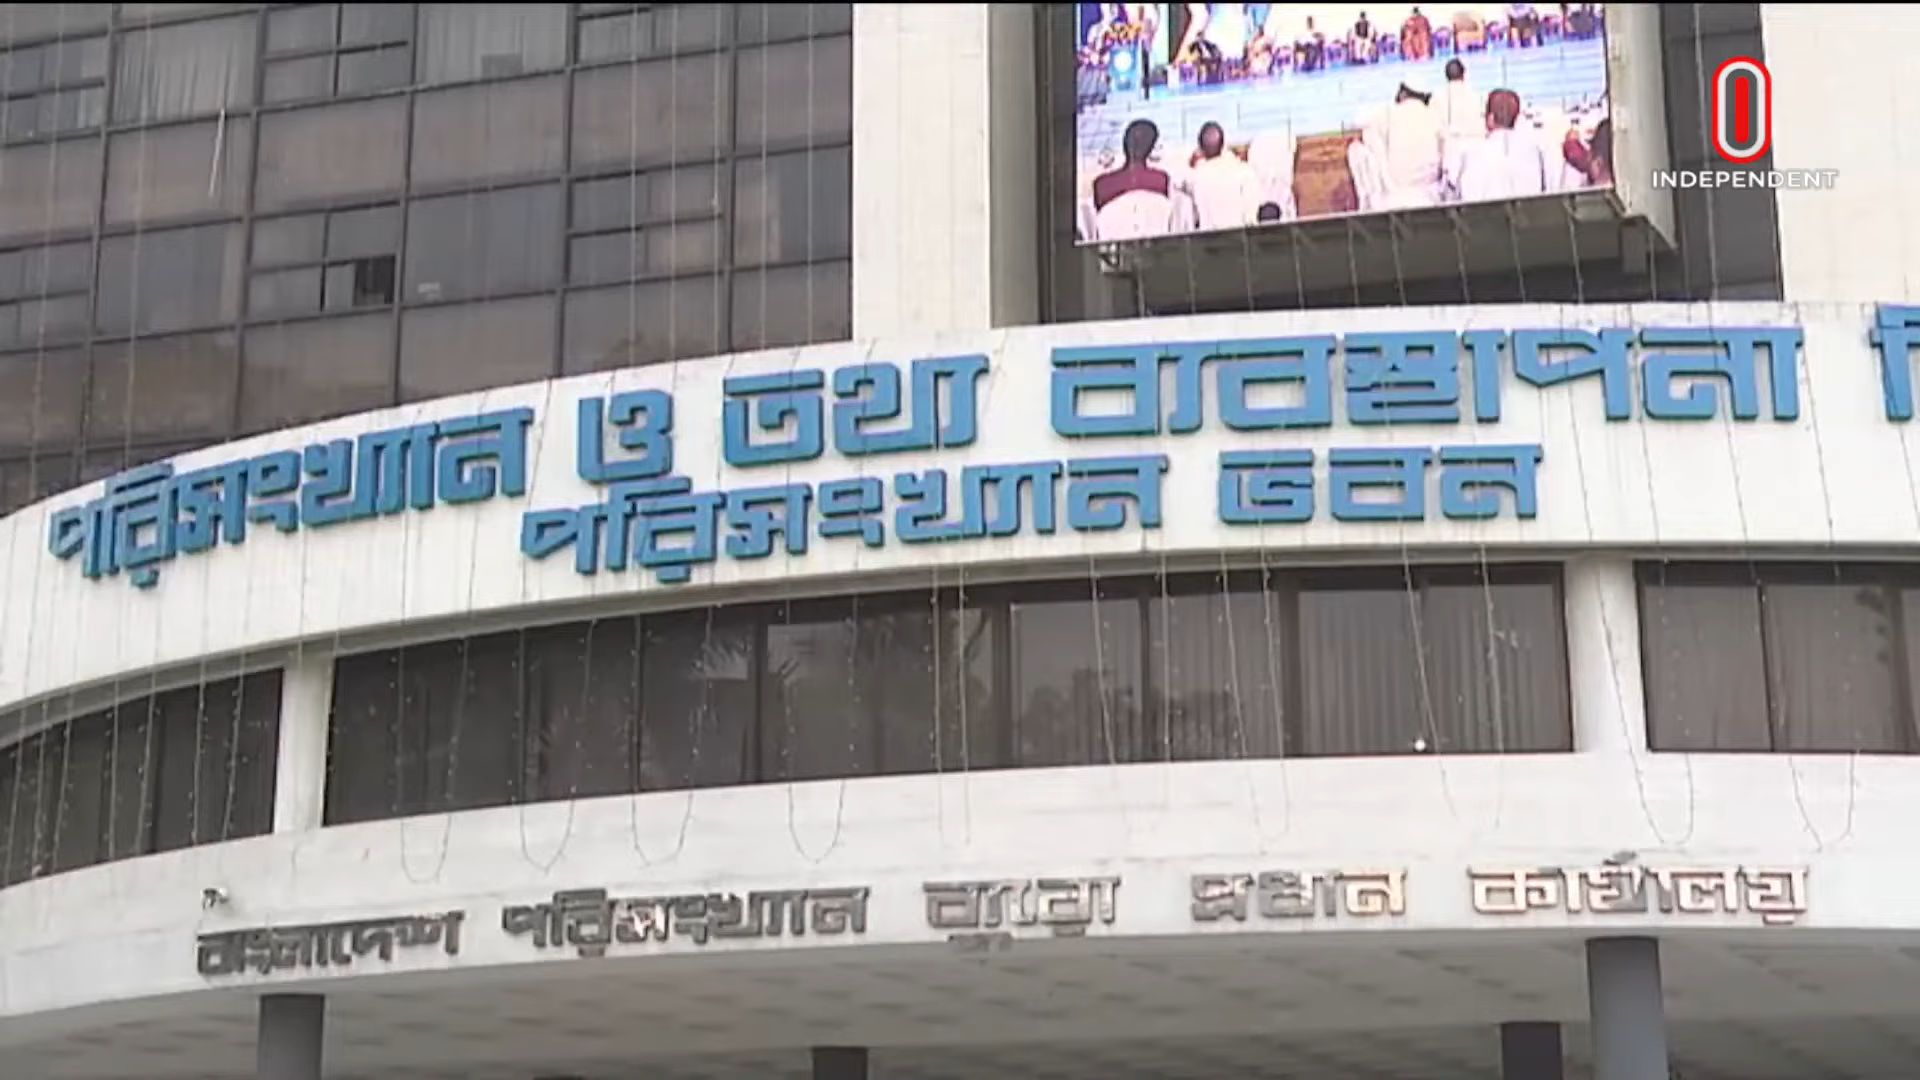 INDEPENDENT
পরিসংখ্যান ও তথ্য ব্যবস্থাপনা
পরিসংখ্যান ভবন
বাংলাদেশ পরিসংখ্যান ব্যুরো প্রধান কার্যালয়